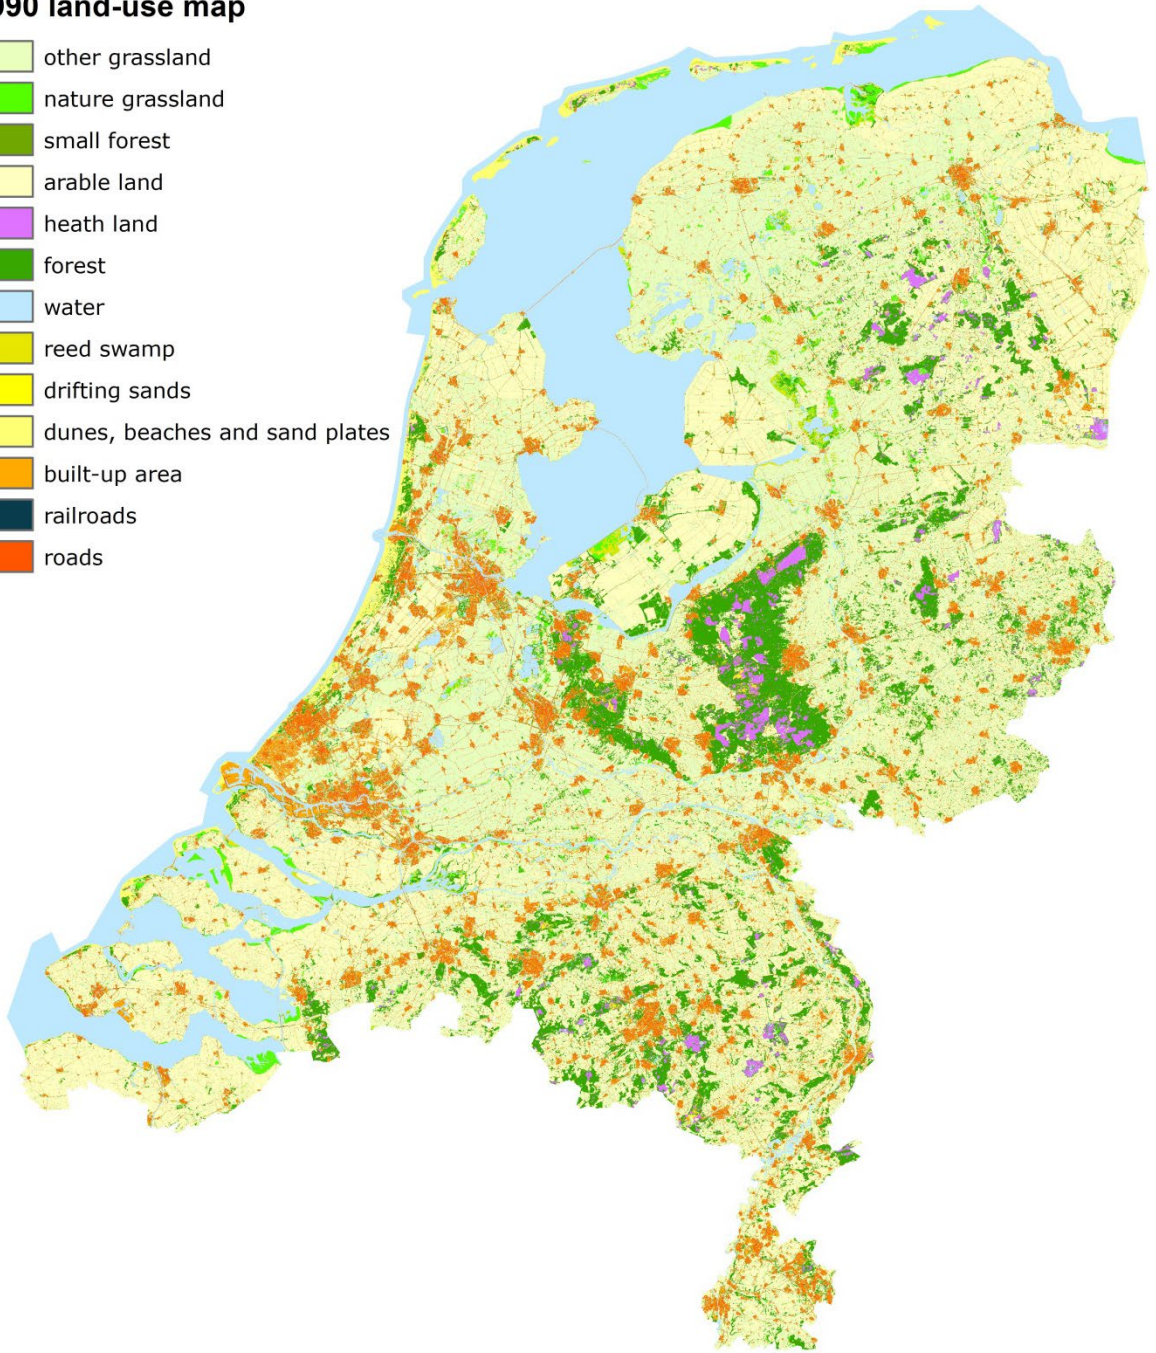 090 land-use map
other grassland
nature grassland
small forest
arable land
heath land
forest
water
reed swamp
drifting sands
dunes, beaches and sand plates
built-up area
railroads
roads